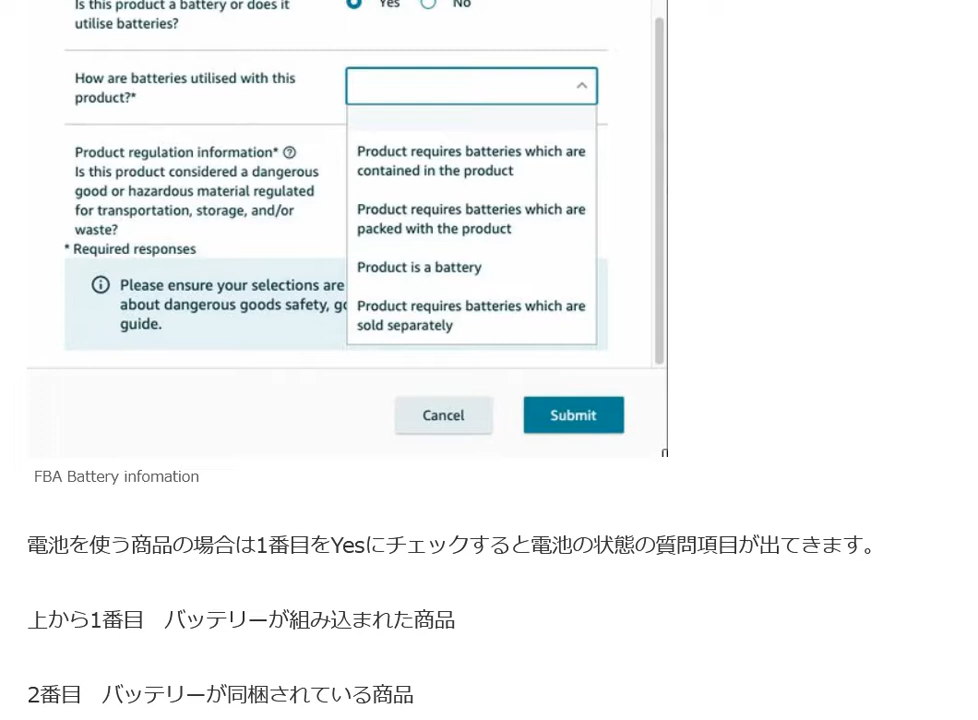 Is this product a battery or does it
utilise batteries?
Yes
No
How are batteries utilised with this
product?*
Product requires batteries which are
contained in the product
Product requires batteries which are
packed with the product
Product is a battery
Product requires batteries which are
sold separately
Product regulation information*
Is this product considered a dangerous
good or hazardous material regulated
for transportation, storage, and/or
waste?
* Required responses
Please ensure your selections are
about dangerous goods safety,
guide.
Cancel
Submit
FBA Battery infomation
電池を使う商品の場合は1番目をYesにチェックすると電池の状態の質問項目が出てきます。
上から1番目　バッテリーが組み込まれた商品
2番目　バッテリーが同梱されている商品